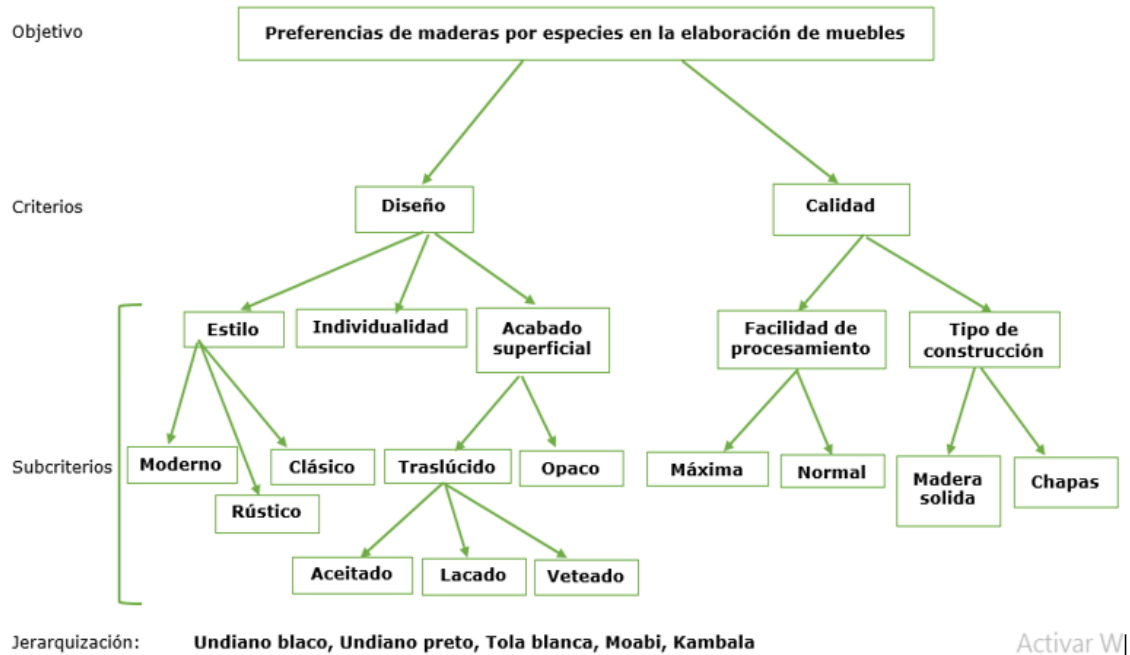 Objetivo
Preferencias de maderas por especies en la elaboración de muebles
Criterios
Diseño
Calidad
Estilo
Individualidad
Acabado
superficial
Facilidad de
procesamiento
Tipo de
construcción
Subcriterios
Moderno
Clásico
Rústico
Traslúcido
Opaco
Máxima
Normal
Madera
solida
Chapas
Aceitado
Lacado
Veteado
Jerarquización: Undiano blaco, Undiano preto, Tola blanca, Moabi, Kambala
Activar W